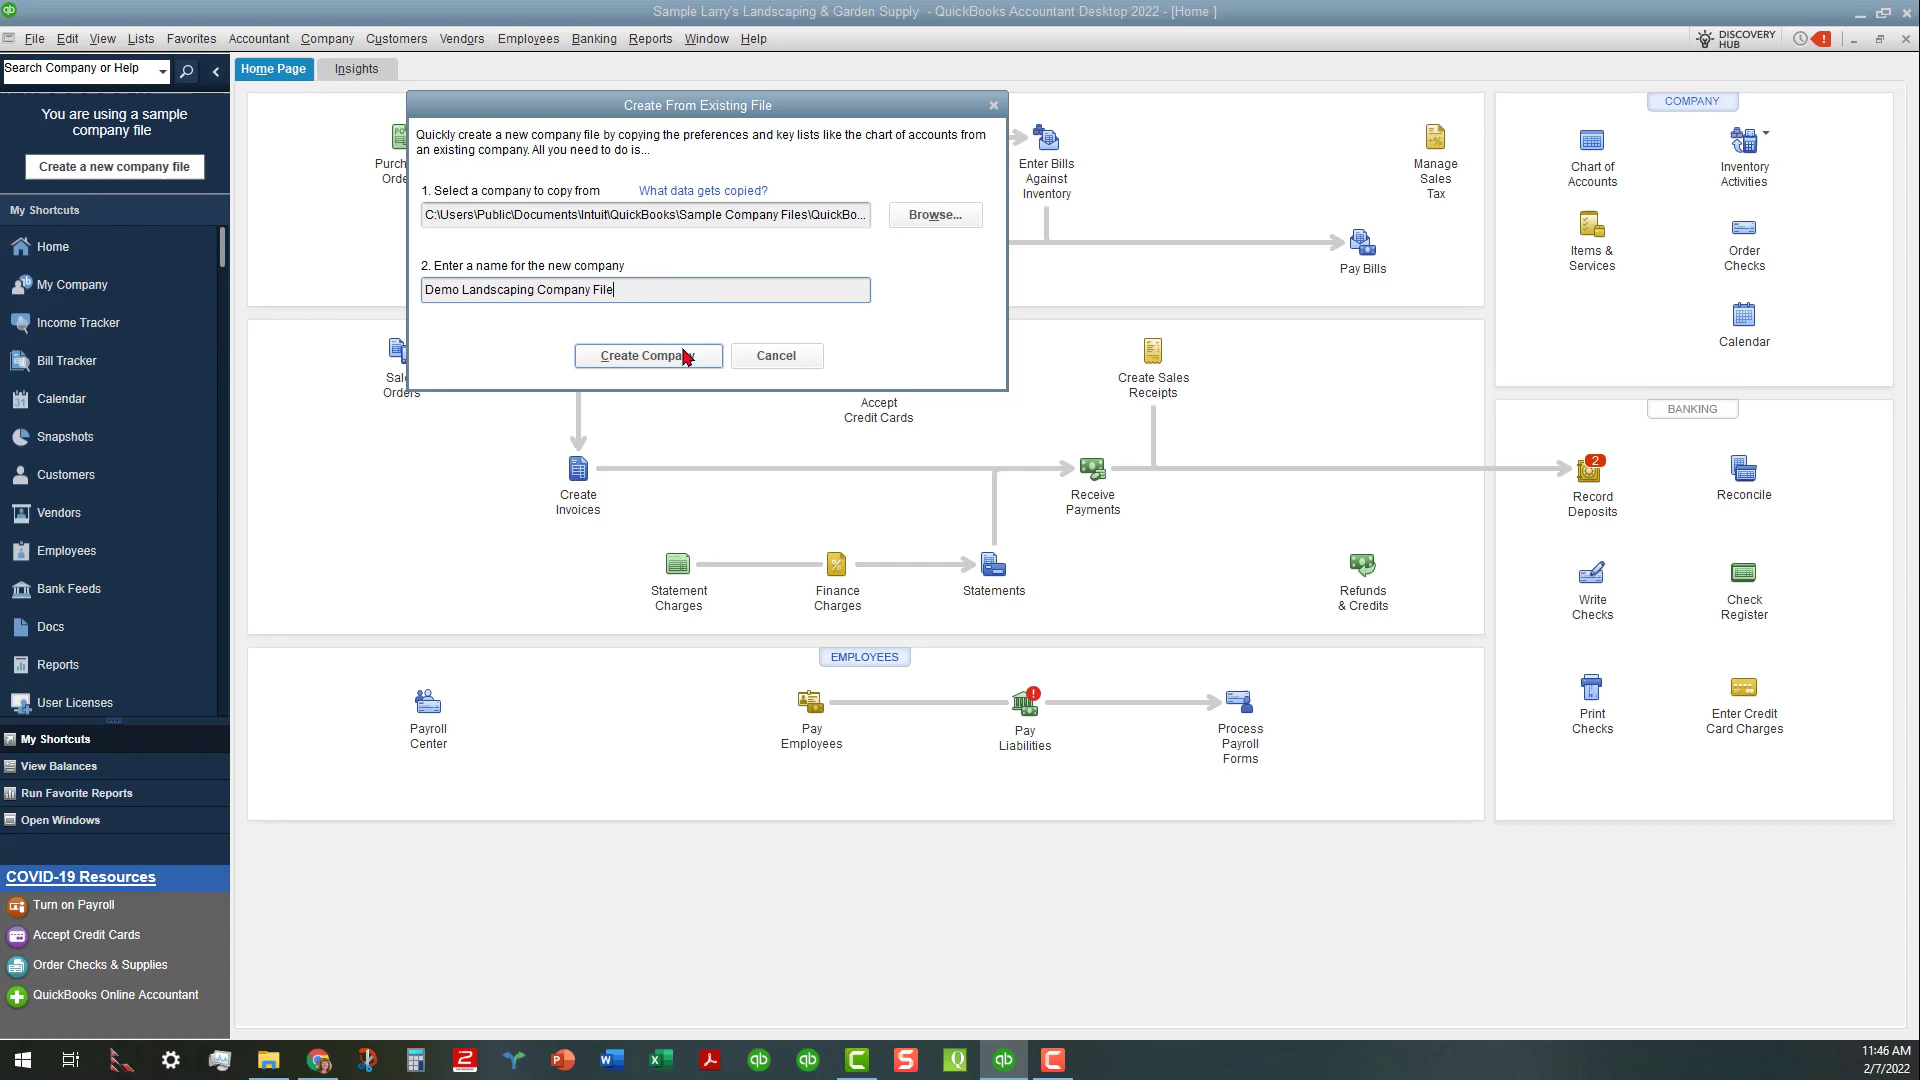 Sample Larry's Landscaping & Garden Supply - QuickBooks Accountant Desktop 2022 - [Home ]
File Edit View Lists Favorites Accountant Company Customers Vendors Employees Banking Reports Window Help
DISCOVERY
HUB
Search Company or Help
Home Page Insights
You are using a sample
company file
Create a new company file
My Shortcuts
Home
My Company
Income Tracker
Bill Tracker
Calendar
Snapshots
Customers
Vendors
Employees
Bank Feeds
Docs
Reports
User Licenses
My Shortcuts
View Balances
Run Favorite Reports
Open Windows
COVID-19 Resources
Turn on Payroll
Accept Credit Cards
Order Checks & Supplies
QuickBooks Online Accountant
Create From Existing File
Quickly create a new company file by copying the preferences and key lists like the chart of accounts from
an existing company. All you need to do is...
1. Select a company to copy from What data gets copied?
C:\Users\Public\Documents\Intuit\QuickBooks\Sample Company Files\QuickBo...
Browse...
2. Enter a name for the new company
Demo Landscaping Company File
Create Company
Cancel
Enter Bills
Against
Inventory
Manage
Sales
Tax
Pay Bills
Orders
Accept
Credit Cards
Create Sales
Receipts
Create
Invoices
Receive
Payments
Statement
Charges
Finance
Charges
Statements
Refunds
& Credits
EMPLOYEES
Payroll
Center
Pay
Employees
Pay
Liabilities
Process
Payroll
Forms
COMPANY
Chart of
Accounts
Inventory
Activities
Items &
Services
Order
Checks
Calendar
BANKING
2
Record
Deposits
Reconcile
Write
Checks
Check
Register
Print
Checks
Enter Credit
Card Charges
11:46 AM
2/7/2022